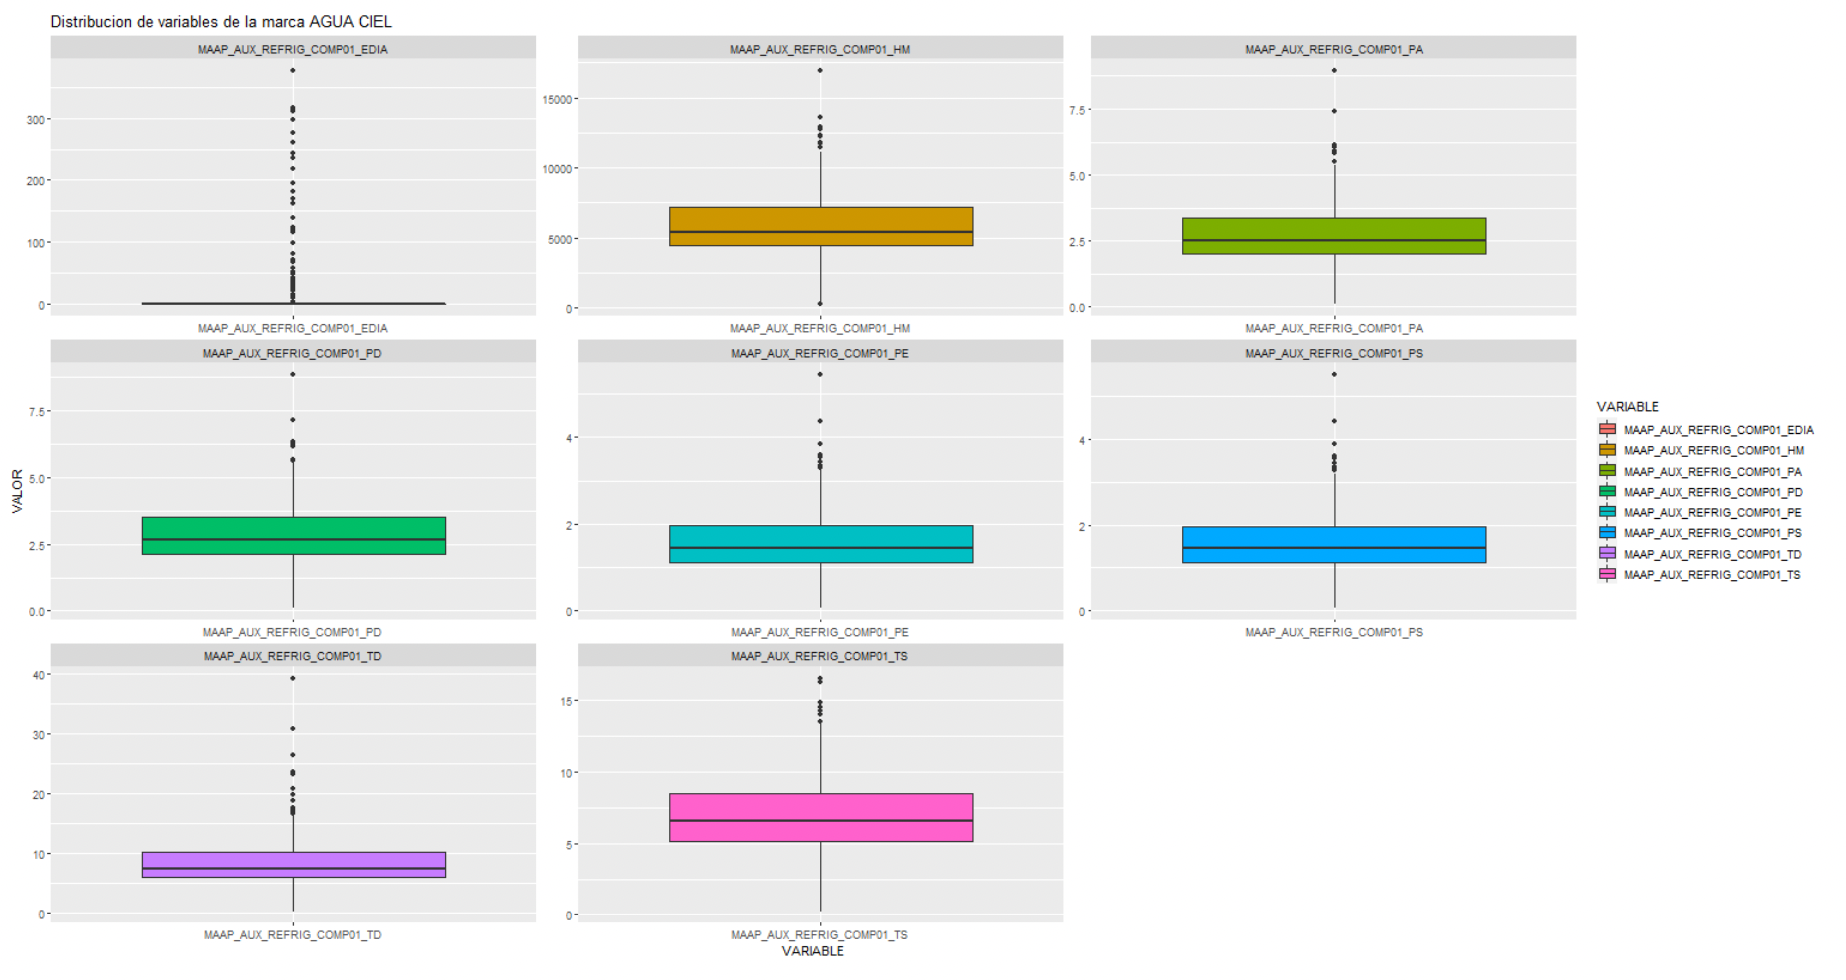 Distribucion de variables de la marca AGUA CIEL
MAAP_AUX_REFRIG_COMP01_EDIA
300
200
100
0
MAAP_AUX_REFRIG_COMP01_EDIA
MAAP_AUX_REFRIG_COMP01_HM
15000
10000
5000
0
MAAP_AUX_REFRIG_COMP01_HM
MAAP_AUX_REFRIG_COMP01_PA
7.5
5.0
2.5
0.0
MAAP_AUX_REFRIG_COMP01_PA
VALOR
MAAP_AUX_REFRIG_COMP01_PD
7.5
5.0
2.5
0.0
MAAP_AUX_REFRIG_COMP01_PD
MAAP_AUX_REFRIG_COMP01_PE
4
2
0
MAAP_AUX_REFRIG_COMP01_PE
MAAP_AUX_REFRIG_COMP01_PS
4
2
0
MAAP_AUX_REFRIG_COMP01_PS
MAAP_AUX_REFRIG_COMP01_TD
40
30
20
10
0
MAAP_AUX_REFRIG_COMP01_TD
MAAP_AUX_REFRIG_COMP01_TS
15
10
5
0
MAAP_AUX_REFRIG_COMP01_TS
VARIABLE
VARIABLE
MAAP_AUX_REFRIG_COMP01_EDIA
MAAP_AUX_REFRIG_COMP01_HM
MAAP_AUX_REFRIG_COMP01_PA
MAAP_AUX_REFRIG_COMP01_PD
MAAP_AUX_REFRIG_COMP01_PE
MAAP_AUX_REFRIG_COMP01_PS
MAAP_AUX_REFRIG_COMP01_TD
MAAP_AUX_REFRIG_COMP01_TS